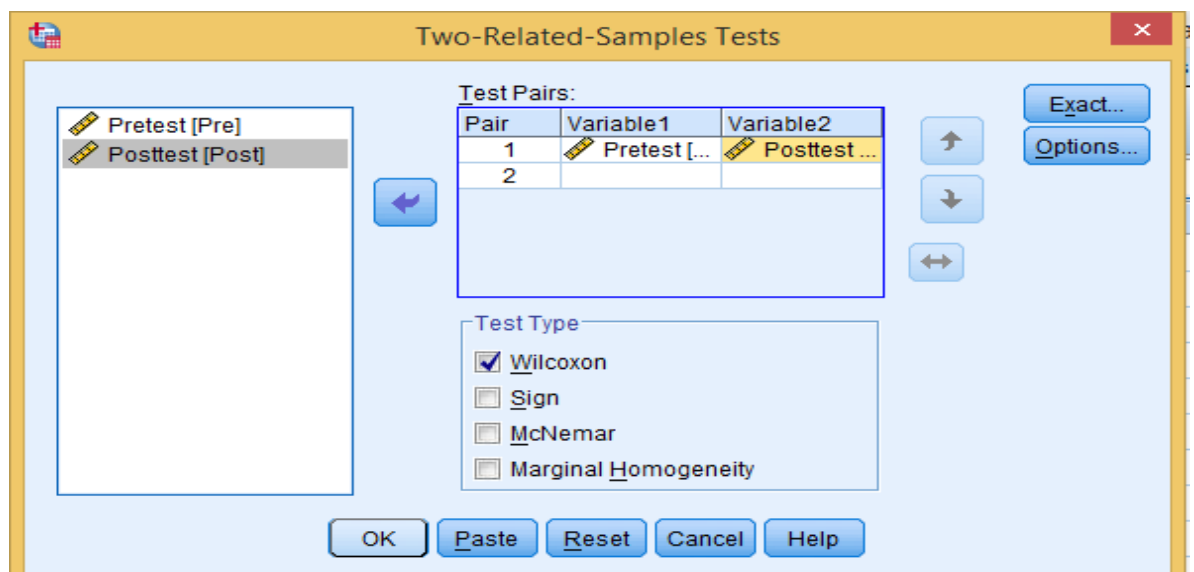 Two-Related-Samples Tests
Pretest [Pre]
Posttest [Post]
Test Pairs:
Pair Variable1 Variable2
1 Pretest [... Posttest ...
2
Exact...
Options...
Test Type
Wilcoxon
Sign
McNemar
Marginal Homogeneity
OK Paste Reset Cancel Help